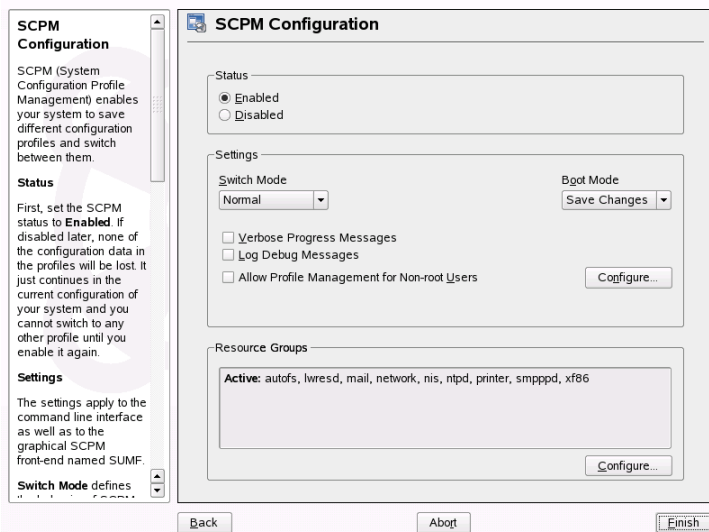 SCPM
Configuration
SCPM (System
Configuration Profile
Management) enables
your system to save
different configuration
profiles and switch
between them.
Status
First, set the SCPM
status to Enabled. If
disabled later, none of
the configuration data in
the profiles will be lost. It
just continues in the
current configuration of
your system and you
cannot switch to any
other profile until you
enable it again.
Settings
The settings apply to the
command line interface
as well as to the
graphical SCPM
front-end named SUMF.
Switch Mode defines
SCPM Configuration
Status
Enabled
Disabled
Settings
Switch Mode
Normal
Boot Mode
Save Changes
Verbose Progress Messages
Log Debug Messages
Allow Profile Management for Non-root Users
Configure...
Resource Groups
Active: autofs, lwresd, mail, network, nis, ntpd, printer, smpppd, xf86
Configure...
Back
Abort
Finish